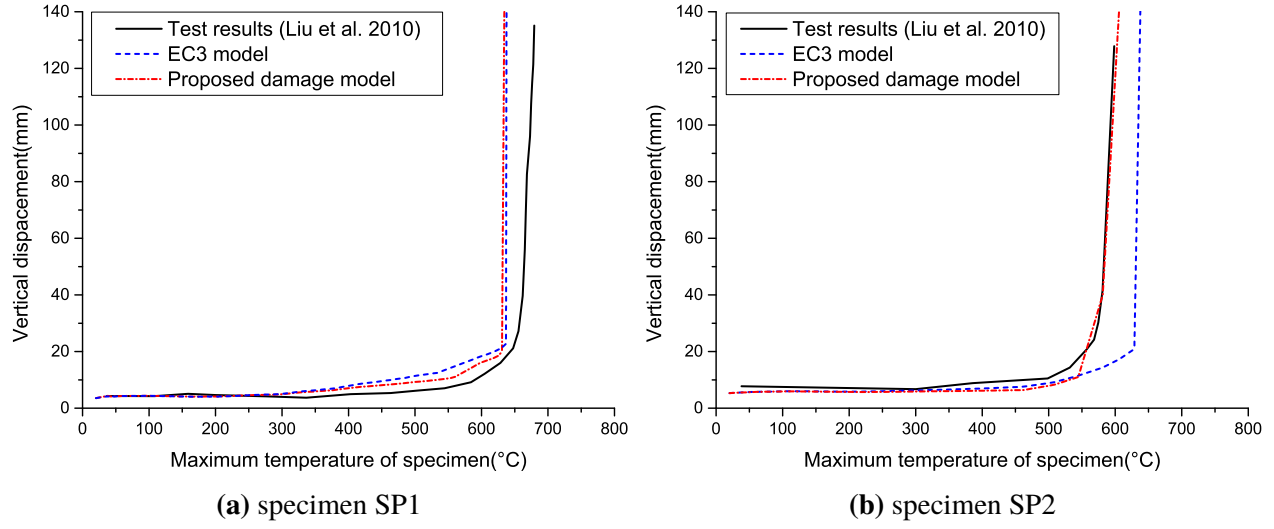 140
120
100
80
60
40
20
0
Vertical dispacement(mm)
Test results (Liu et al. 2010)
EC3 model
Proposed damage model
0 100 200 300 400 500 600 700 800
Maximum temperature of specimen(°C)
(a) specimen SP1
140
120
100
80
60
40
20
0
Vertical dispacement(mm)
Test results (Liu et al. 2010)
EC3 model
Proposed damage model
0 100 200 300 400 500 600 700 800
Maximum temperature of specimen(°C)
(b) specimen SP2